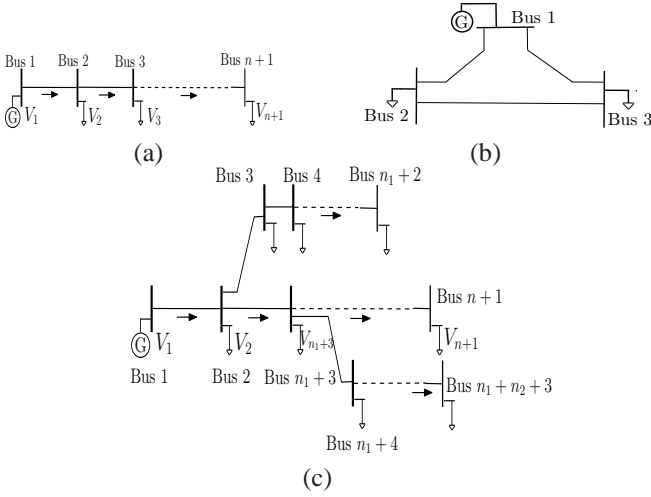 Bus 1 Bus 2 Bus 3 Bus n + 1
G V₁ V₂ V₃ Vₙ₊₁
(a)
G Bus 1
Bus 2 Bus 3
(b)
Bus 3 Bus 4 Bus n₁ + 2
Bus n + 1
G V₁ V₂ Vₙ₁₊₃ Vₙ₊₁
Bus 1 Bus 2 Bus n₁ + 3 Bus n₁ + n₂ + 3
Bus n₁ + 4
(c)